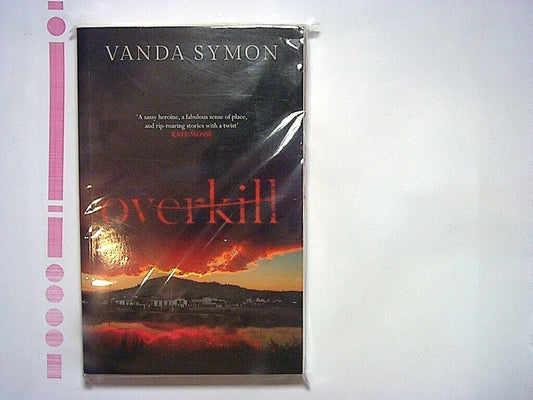 VANDA SYMON
'A sassy heroine, a fabulous sense of place,
and rip-roaring stories with a twist'
KATE MOSSE
overkill